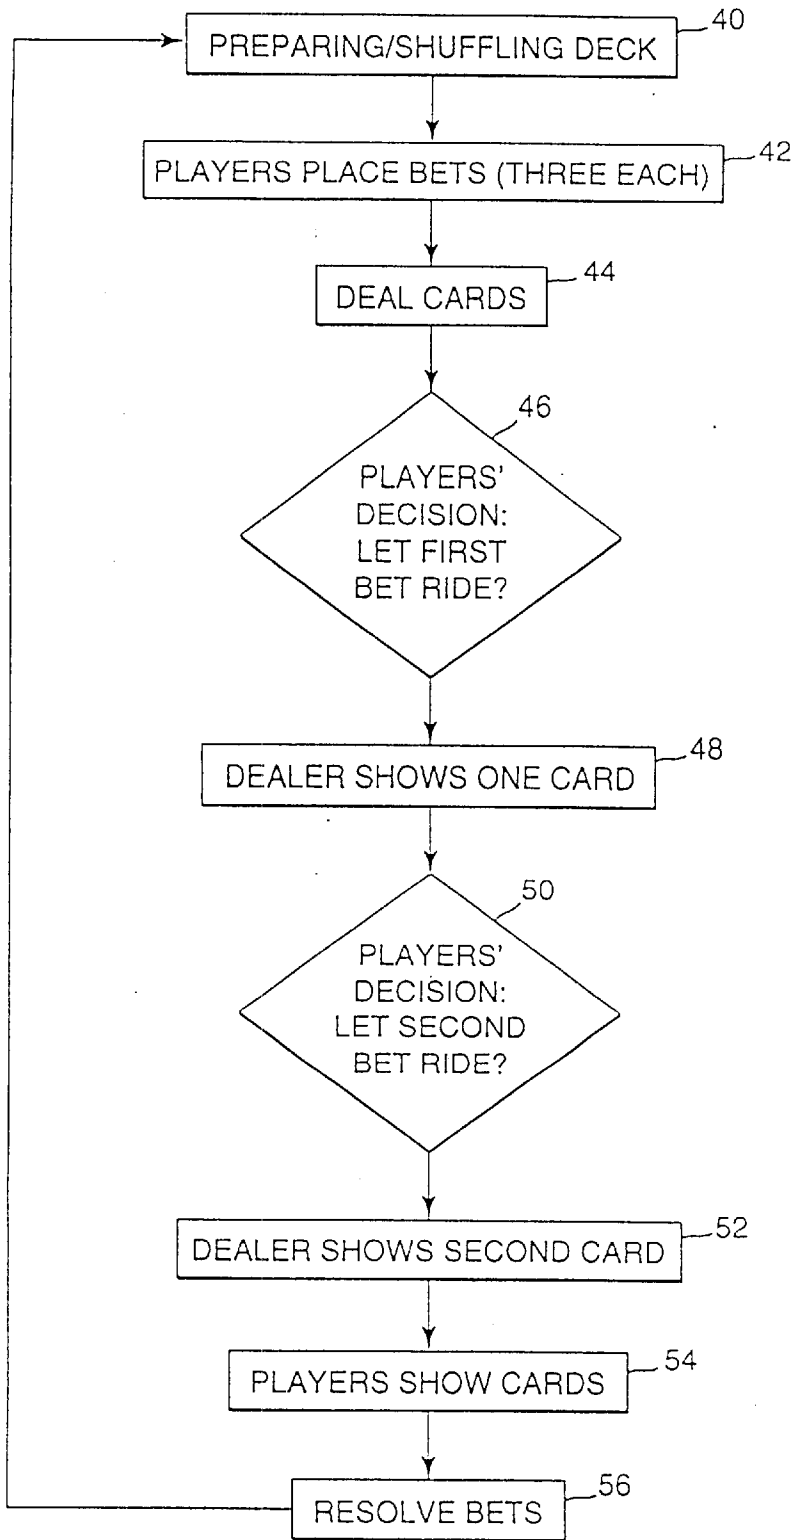 PREPARING/SHUFFLING DECK
40
PLAYERS PLACE BETS (THREE EACH)
42
DEAL CARDS
44
46
PLAYERS'
DECISION:
LET FIRST
BET RIDE?
DEALER SHOWS ONE CARD
48
50
PLAYERS'
DECISION:
LET SECOND
BET RIDE?
DEALER SHOWS SECOND CARD
52
PLAYERS SHOW CARDS
54
RESOLVE BETS
56